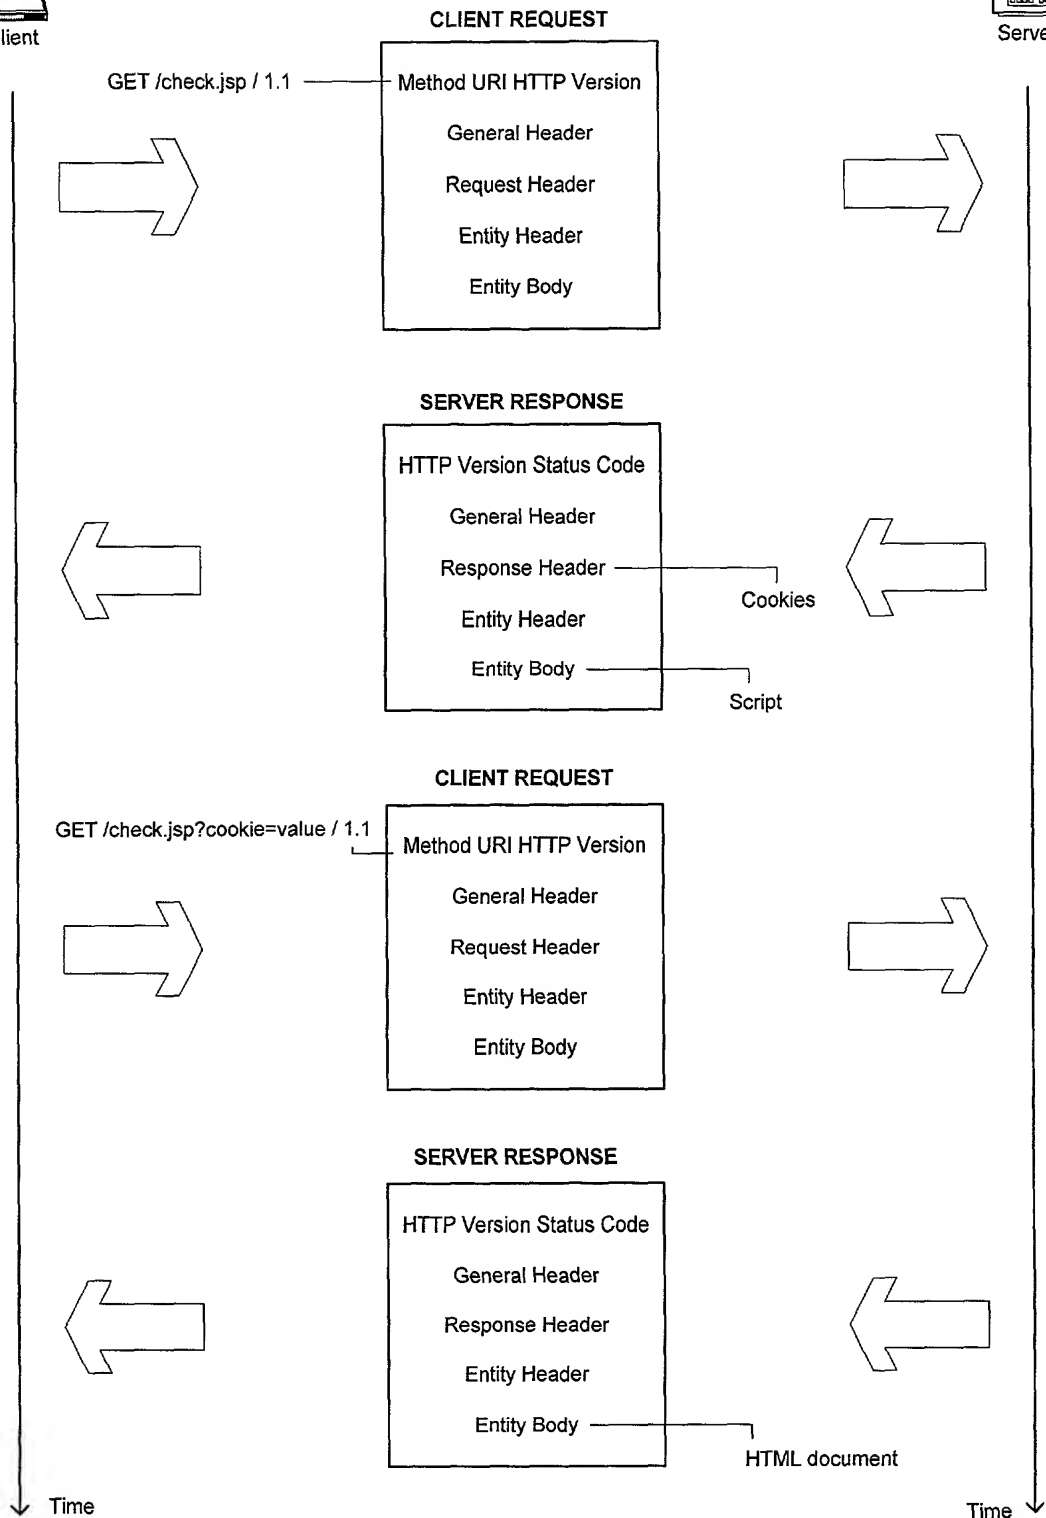 CLIENT REQUEST
lient
Serve
GET /check.jsp / 1.1
Method URI HTTP Version
General Header
Request Header
Entity Header
Entity Body
SERVER RESPONSE
HTTP Version Status Code
General Header
Response Header
Cookies
Entity Header
Entity Body
Script
CLIENT REQUEST
GET /check.jsp?cookie=value / 1.1
Method URI HTTP Version
General Header
Request Header
Entity Header
Entity Body
SERVER RESPONSE
HTTP Version Status Code
General Header
Response Header
Entity Header
Entity Body
HTML document
Time
Time